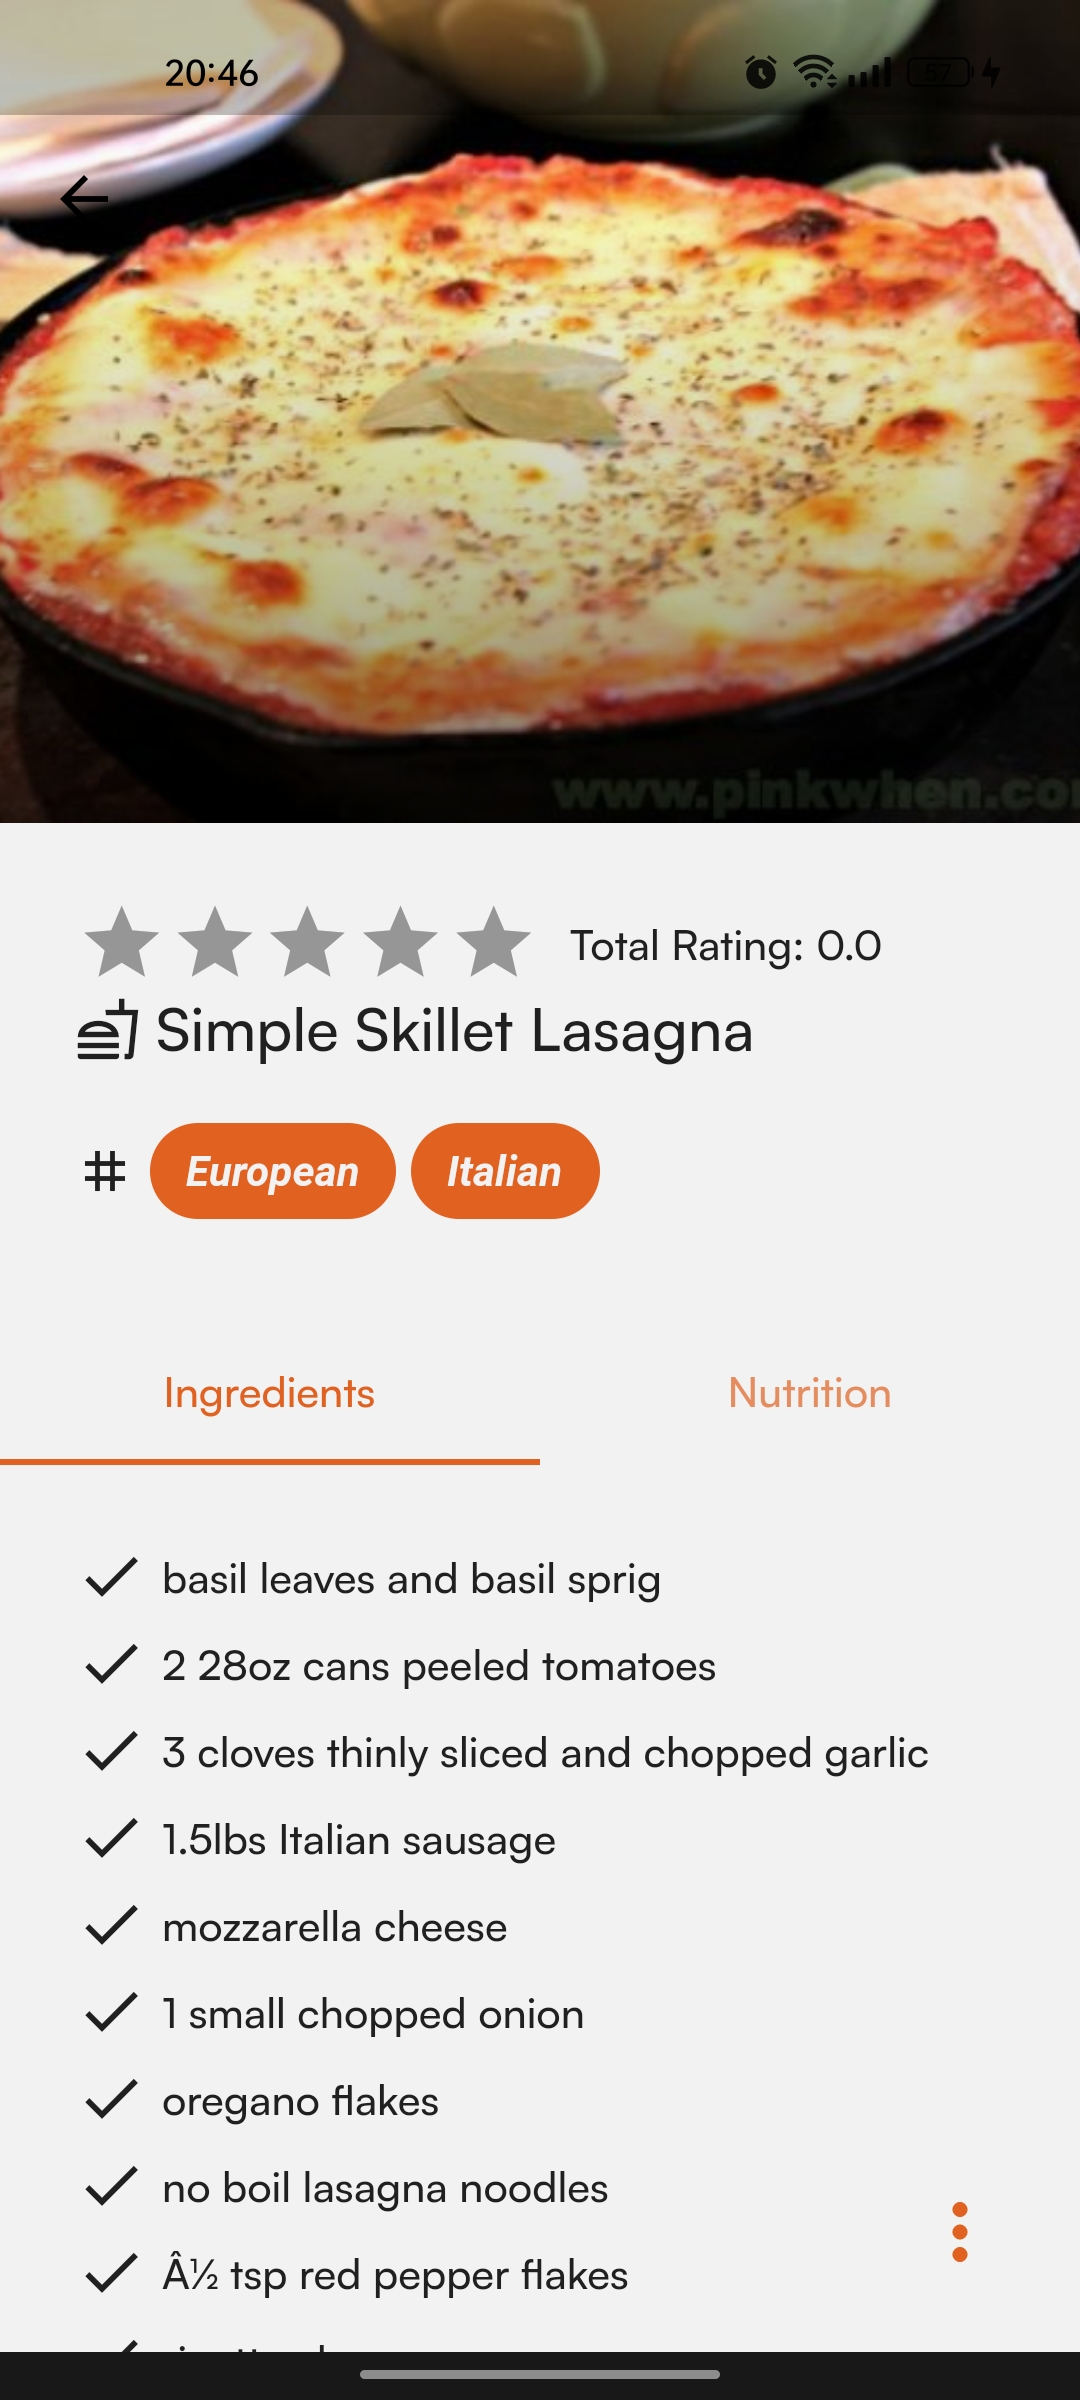 20:46
57
www.pinkwhen.co
Total Rating: 0.0
Simple Skillet Lasagna
# European Italian
Ingredients Nutrition
basil leaves and basil sprig
2 28oz cans peeled tomatoes
3 cloves thinly sliced and chopped garlic
1.5lbs Italian sausage
mozzarella cheese
1 small chopped onion
oregano flakes
no boil lasagna noodles
Â½ tsp red pepper flakes